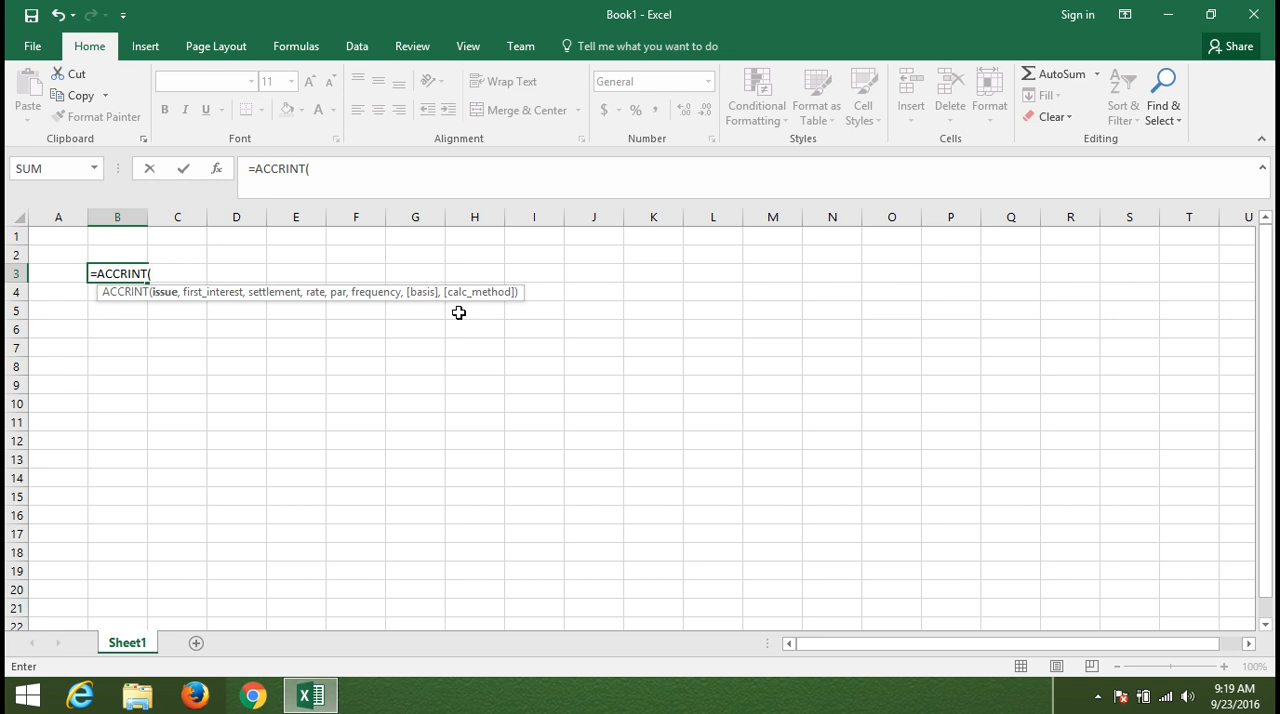 Book1 - Excel
Sign in
File Home Insert Page Layout Formulas Data Review View Team Tell me what you want to do Share
Paste
Cut
Copy
Format Painter
Clipboard
11
A A
B I U A
Font
Wrap Text
Merge & Center
Alignment
General
$ % ,
Number
Conditional Formatting
Format as Table
Cell Styles
Styles
Insert Delete Format
Cells
AutoSum
Fill
Clear
Sort & Filter
Find & Select
Editing
SUM fx =ACCRINT(
A B C D E F G H I J K L M N O P Q R S T U
1
2
3 =ACCRINT(
4 ACCRINT(issue, first_interest, settlement, rate, par, frequency, [basis], [calc_method])
5
6
7
8
9
10
11
12
13
14
15
16
17
18
19
20
21
22
Sheet1
Enter 100%
9:19 AM
9/23/2016